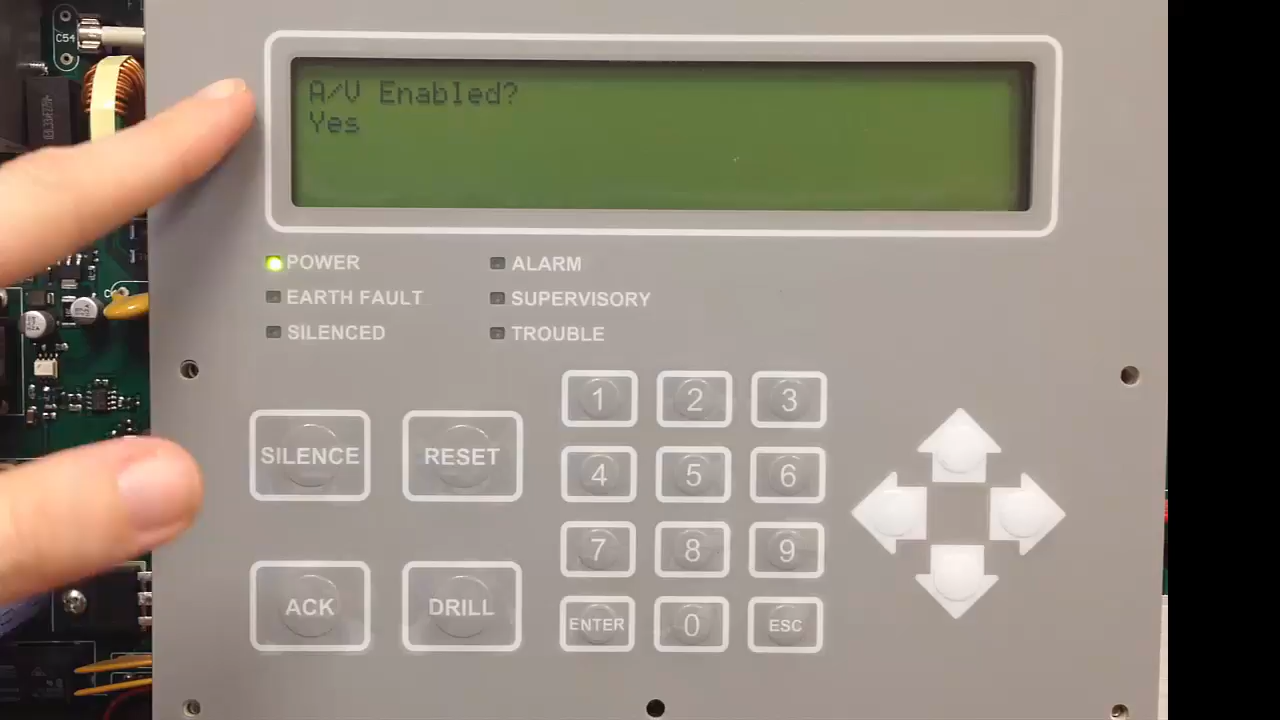 C54
A/V Enabled?
Yes
POWER
ALARM
EARTH FAULT
SUPERVISORY
SILENCED
TROUBLE
1
2
3
SILENCE
RESET
4
5
6
7
8
9
ACK
DRILL
ENTER
0
ESC